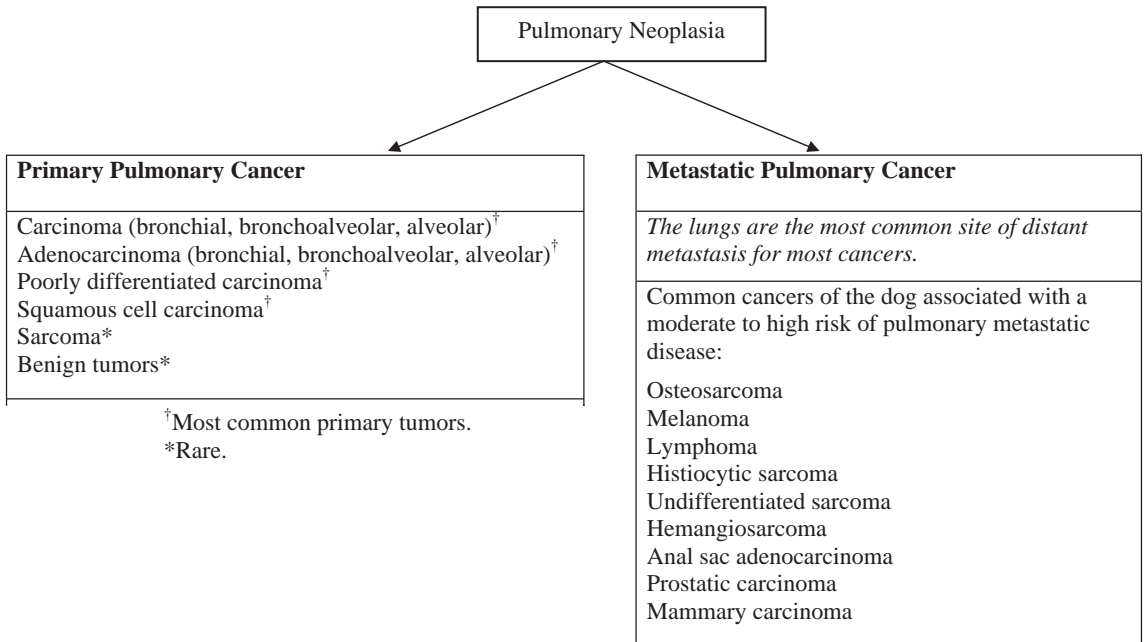 Pulmonary Neoplasia
Primary Pulmonary Cancer
Carcinoma (bronchial, bronchoalveolar, alveolar)†
Adenocarcinoma (bronchial, bronchoalveolar, alveolar)†
Poorly differentiated carcinoma†
Squamous cell carcinoma†
Sarcoma*
Benign tumors*
†Most common primary tumors.
*Rare.
Metastatic Pulmonary Cancer
The lungs are the most common site of distant
metastasis for most cancers.
Common cancers of the dog associated with a
moderate to high risk of pulmonary metastatic
disease:
Osteosarcoma
Melanoma
Lymphoma
Histiocytic sarcoma
Undifferentiated sarcoma
Hemangiosarcoma
Anal sac adenocarcinoma
Prostatic carcinoma
Mammary carcinoma